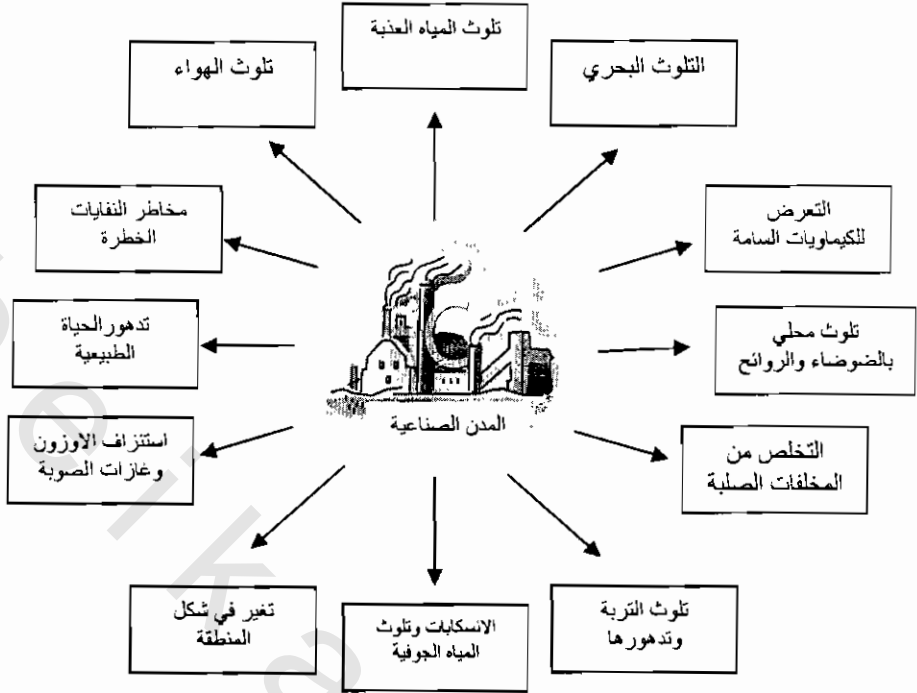 تلوث المياه العذبة
التلوث البحري
تلوث الهواء
التعرض
للكيماويات السامة
مخاطر النفايات
الخطرة
تلوث محلي
بالضوضاء والروائح
تدهور الحياة
الطبيعية
المدن الصناعية
التخلص من
المخلفات الصلبة
استنزاف الاوزون
وغازات الصوبة
تلوث التربة
وتدهورها
الانسكابات وتلوث
المياه الجوفية
تغير في شكل
المنطقة